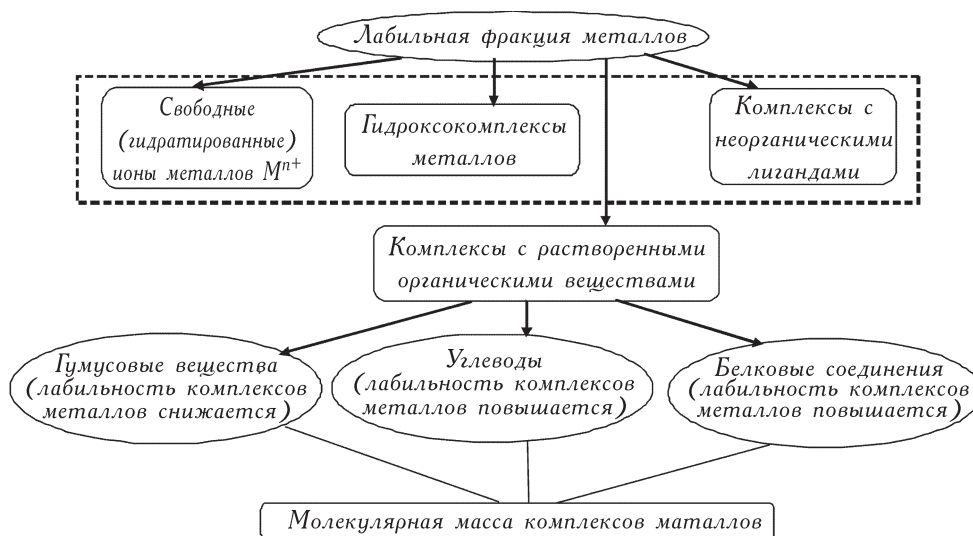 Лабильная фракция металлов
Свободные
(гидратированные)
ионы металлов Mⁿ⁺
Гидроксокомплексы
металлов
Комплексы с
неорганическими
лигандами
Комплексы с растворенными
органическими веществами
Гумусовые вещества
(лабильность комплексов
металлов снижается)
Углеводы
(лабильность комплексов
металлов повышается)
Белковые соединения
(лабильность комплексов
металлов повышается)
Молекулярная масса комплексов маталлов